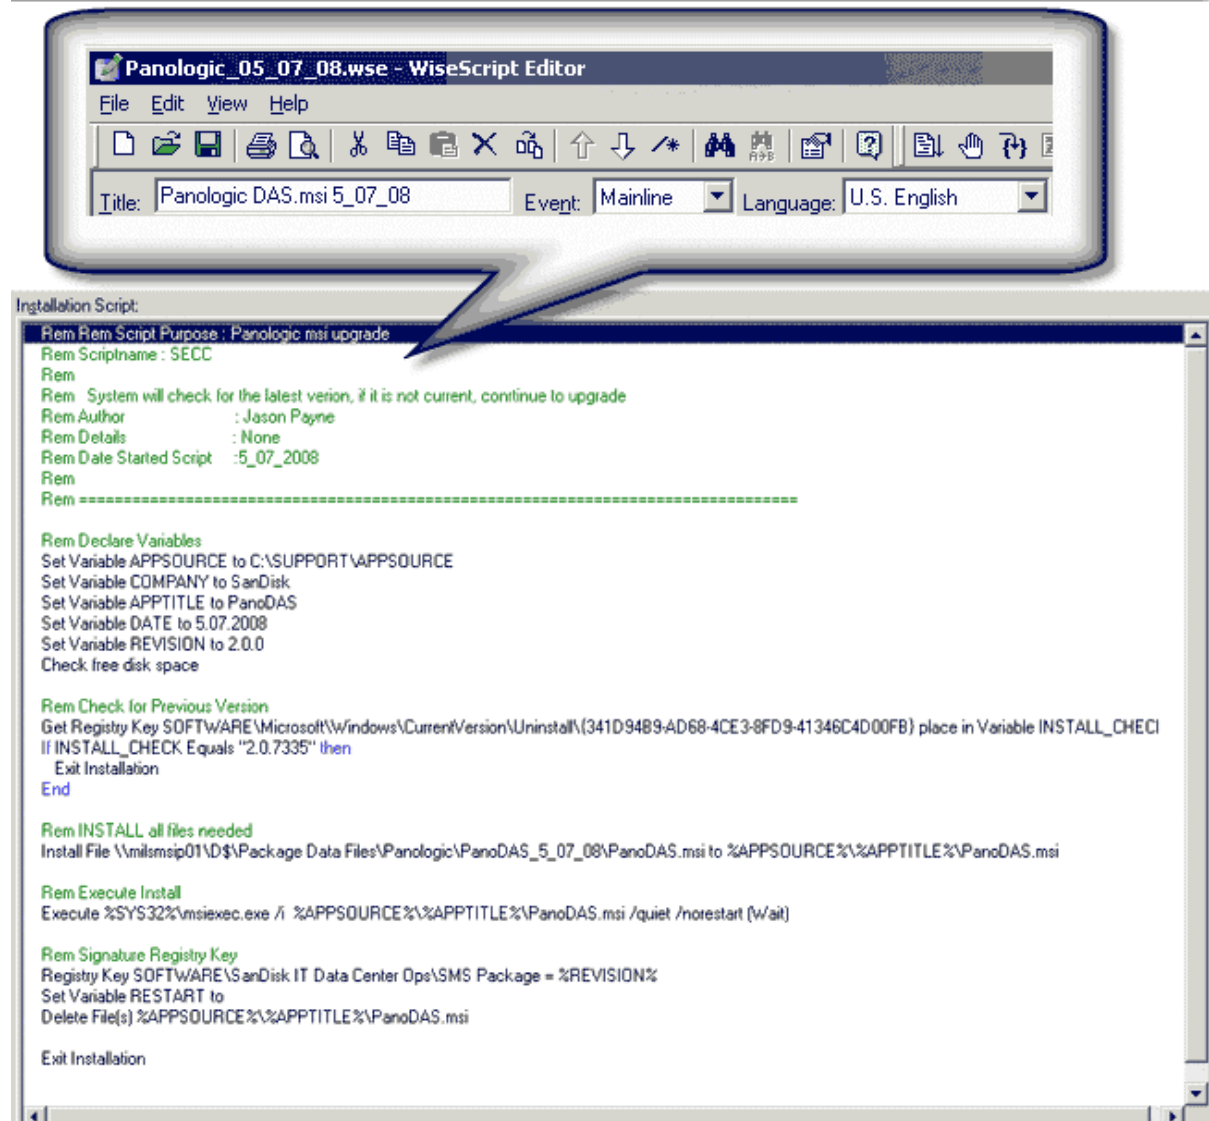 Panologic_05_07_08.wse - WiseScript Editor
File Edit View Help
Title: Panologic DAS.msi 5_07_08 Event: Mainline Language: U.S. English
Installation Script:
Rem Rem Script Purpose : Panologic msi upgrade
Rem Scriptname : SECC
Rem
Rem System will check for the latest verion, if it is not current, conrtinue to upgrade
Rem Author : Jason Payne
Rem Details : None
Rem Date Started Script :5_07_2008
Rem
Rem =================================================================================
Rem Declare Variables
Set Variable APPSOURCE to C:\SUPPORT\APPSOURCE
Set Variable COMPANY to SanDisk
Set Variable APPTITLE to PanoDAS
Set Variable DATE to 5.07.2008
Set Variable REVISION to 2.0.0
Check free disk space
Rem Check for Previous Version
Get Registry Key SOFTWARE\Microsoft\Windows\CurrentVersion\Uninstall\{341D94B9-AD68-4CE3-8FD9-41346C4D00FB} place in Variable INSTALL_CHECI
If INSTALL_CHECK Equals "2.0.7335" then
Exit Installation
End
Rem INSTALL all files needed
Install File \\milsmsip01\D$\Package Data Files\Panologic\PanoDAS_5_07_08\PanoDAS.msi to %APPSOURCE%\%APPTITLE%\PanoDAS.msi
Rem Execute Install
Execute %SYS32%\msiexec.exe /i %APPSOURCE%\%APPTITLE%\PanoDAS.msi /quiet /norestart (Wait)
Rem Signature Registry Key
Registry Key SOFTWARE\SanDisk IT Data Center Ops\SMS Package = %REVISION%
Set Variable RESTART to
Delete File(s) %APPSOURCE%\%APPTITLE%\PanoDAS.msi
Exit Installation